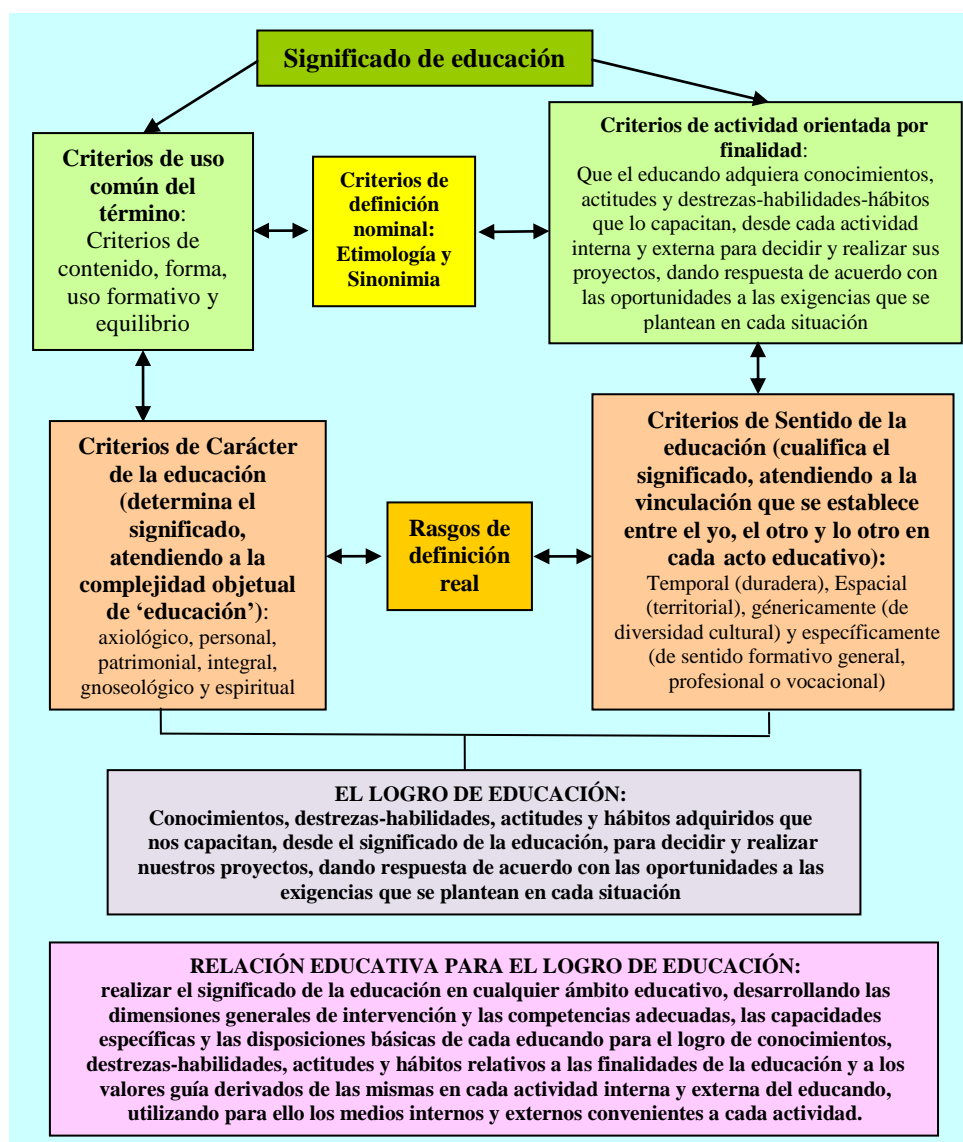 Significado de educación
Criterios de uso
común del
término:
Criterios de
contenido, forma,
uso formativo y
equilibrio
Criterios de
definición
nominal:
Etimología y
Sinonimia
Criterios de actividad orientada por
finalidad:
Que el educando adquiera conocimientos,
actitudes y destrezas-habilidades-hábitos
que lo capacitan, desde cada actividad
interna y externa para decidir y realizar sus
proyectos, dando respuesta de acuerdo con
las oportunidades a las exigencias que se
plantean en cada situación
Criterios de Carácter
de la educación
(determina el
significado,
atendiendo a la
complejidad objetual
de ‘educación’):
axiológico, personal,
patrimonial, integral,
gnoseológico y espiritual
Rasgos de
definición
real
Criterios de Sentido de la
educación (cualifica el
significado, atendiendo a la
vinculación que se establece
entre el yo, el otro y lo otro en
cada acto educativo):
Temporal (duradera), Espacial
(territorial), génericamente (de
diversidad cultural) y específicamente
(de sentido formativo general,
profesional o vocacional)
EL LOGRO DE EDUCACIÓN:
Conocimientos, destrezas-habilidades, actitudes y hábitos adquiridos que
nos capacitan, desde el significado de la educación, para decidir y realizar
nuestros proyectos, dando respuesta de acuerdo con las oportunidades a las
exigencias que se plantean en cada situación
RELACIÓN EDUCATIVA PARA EL LOGRO DE EDUCACIÓN:
realizar el significado de la educación en cualquier ámbito educativo, desarrollando las
dimensiones generales de intervención y las competencias adecuadas, las capacidades
específicas y las disposiciones básicas de cada educando para el logro de conocimientos,
destrezas-habilidades, actitudes y hábitos relativos a las finalidades de la educación y a los
valores guía derivados de las mismas en cada actividad interna y externa del educando,
utilizando para ello los medios internos y externos convenientes a cada actividad.